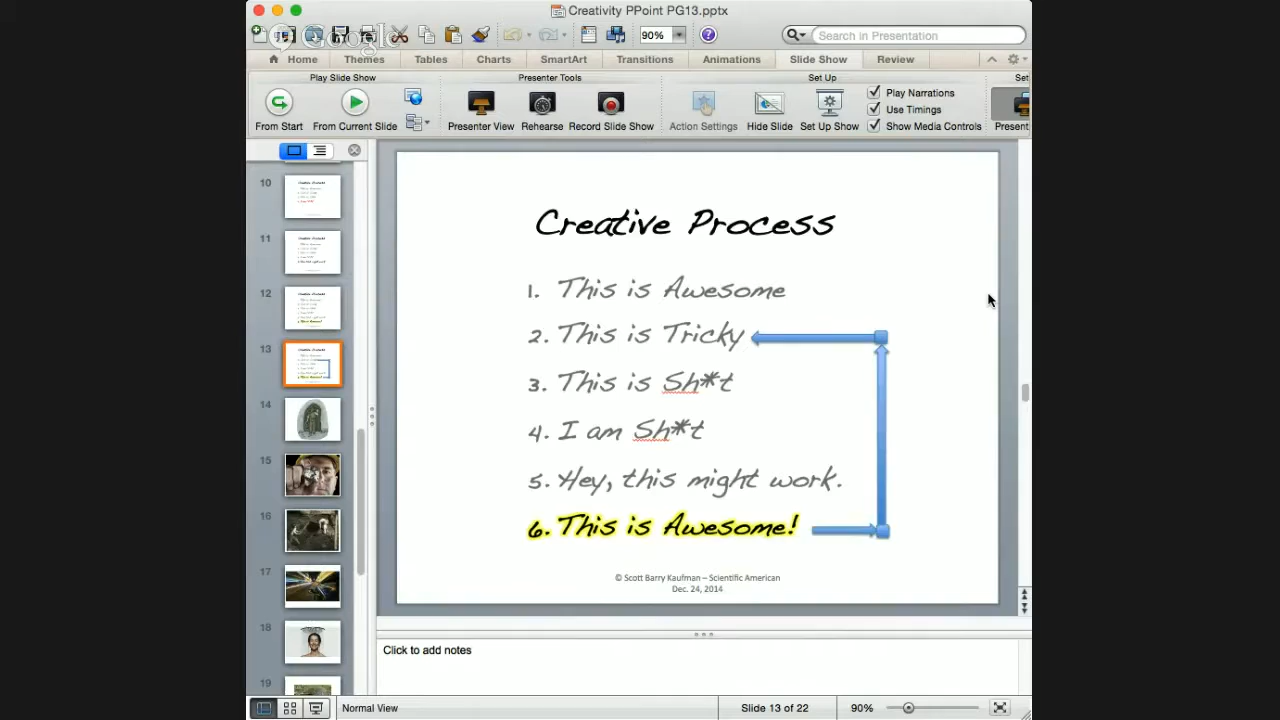 Creativity PPoint PG13.pptx
Google
90%
Search in Presentation
Home Themes Tables Charts SmartArt Transitions Animations Slide Show Review
Play Slide Show Presenter Tools Set Up Set
Play Narrations
Use Timings
Show Media Controls
From Start From Current Slide Presenter View Rehearse Record Slide Show Action Settings Hide Slide Set Up Show Present
10
11
12
13
14
15
16
17
18
19
Creative Process
1. This is Awesome
2. This is Tricky
3. This is Sh*t
4. I am Sh*t
5. Hey, this might work.
6. This is Awesome!
© Scott Barry Kaufman – Scientific American
Dec. 24, 2014
Click to add notes
Normal View Slide 13 of 22 90%